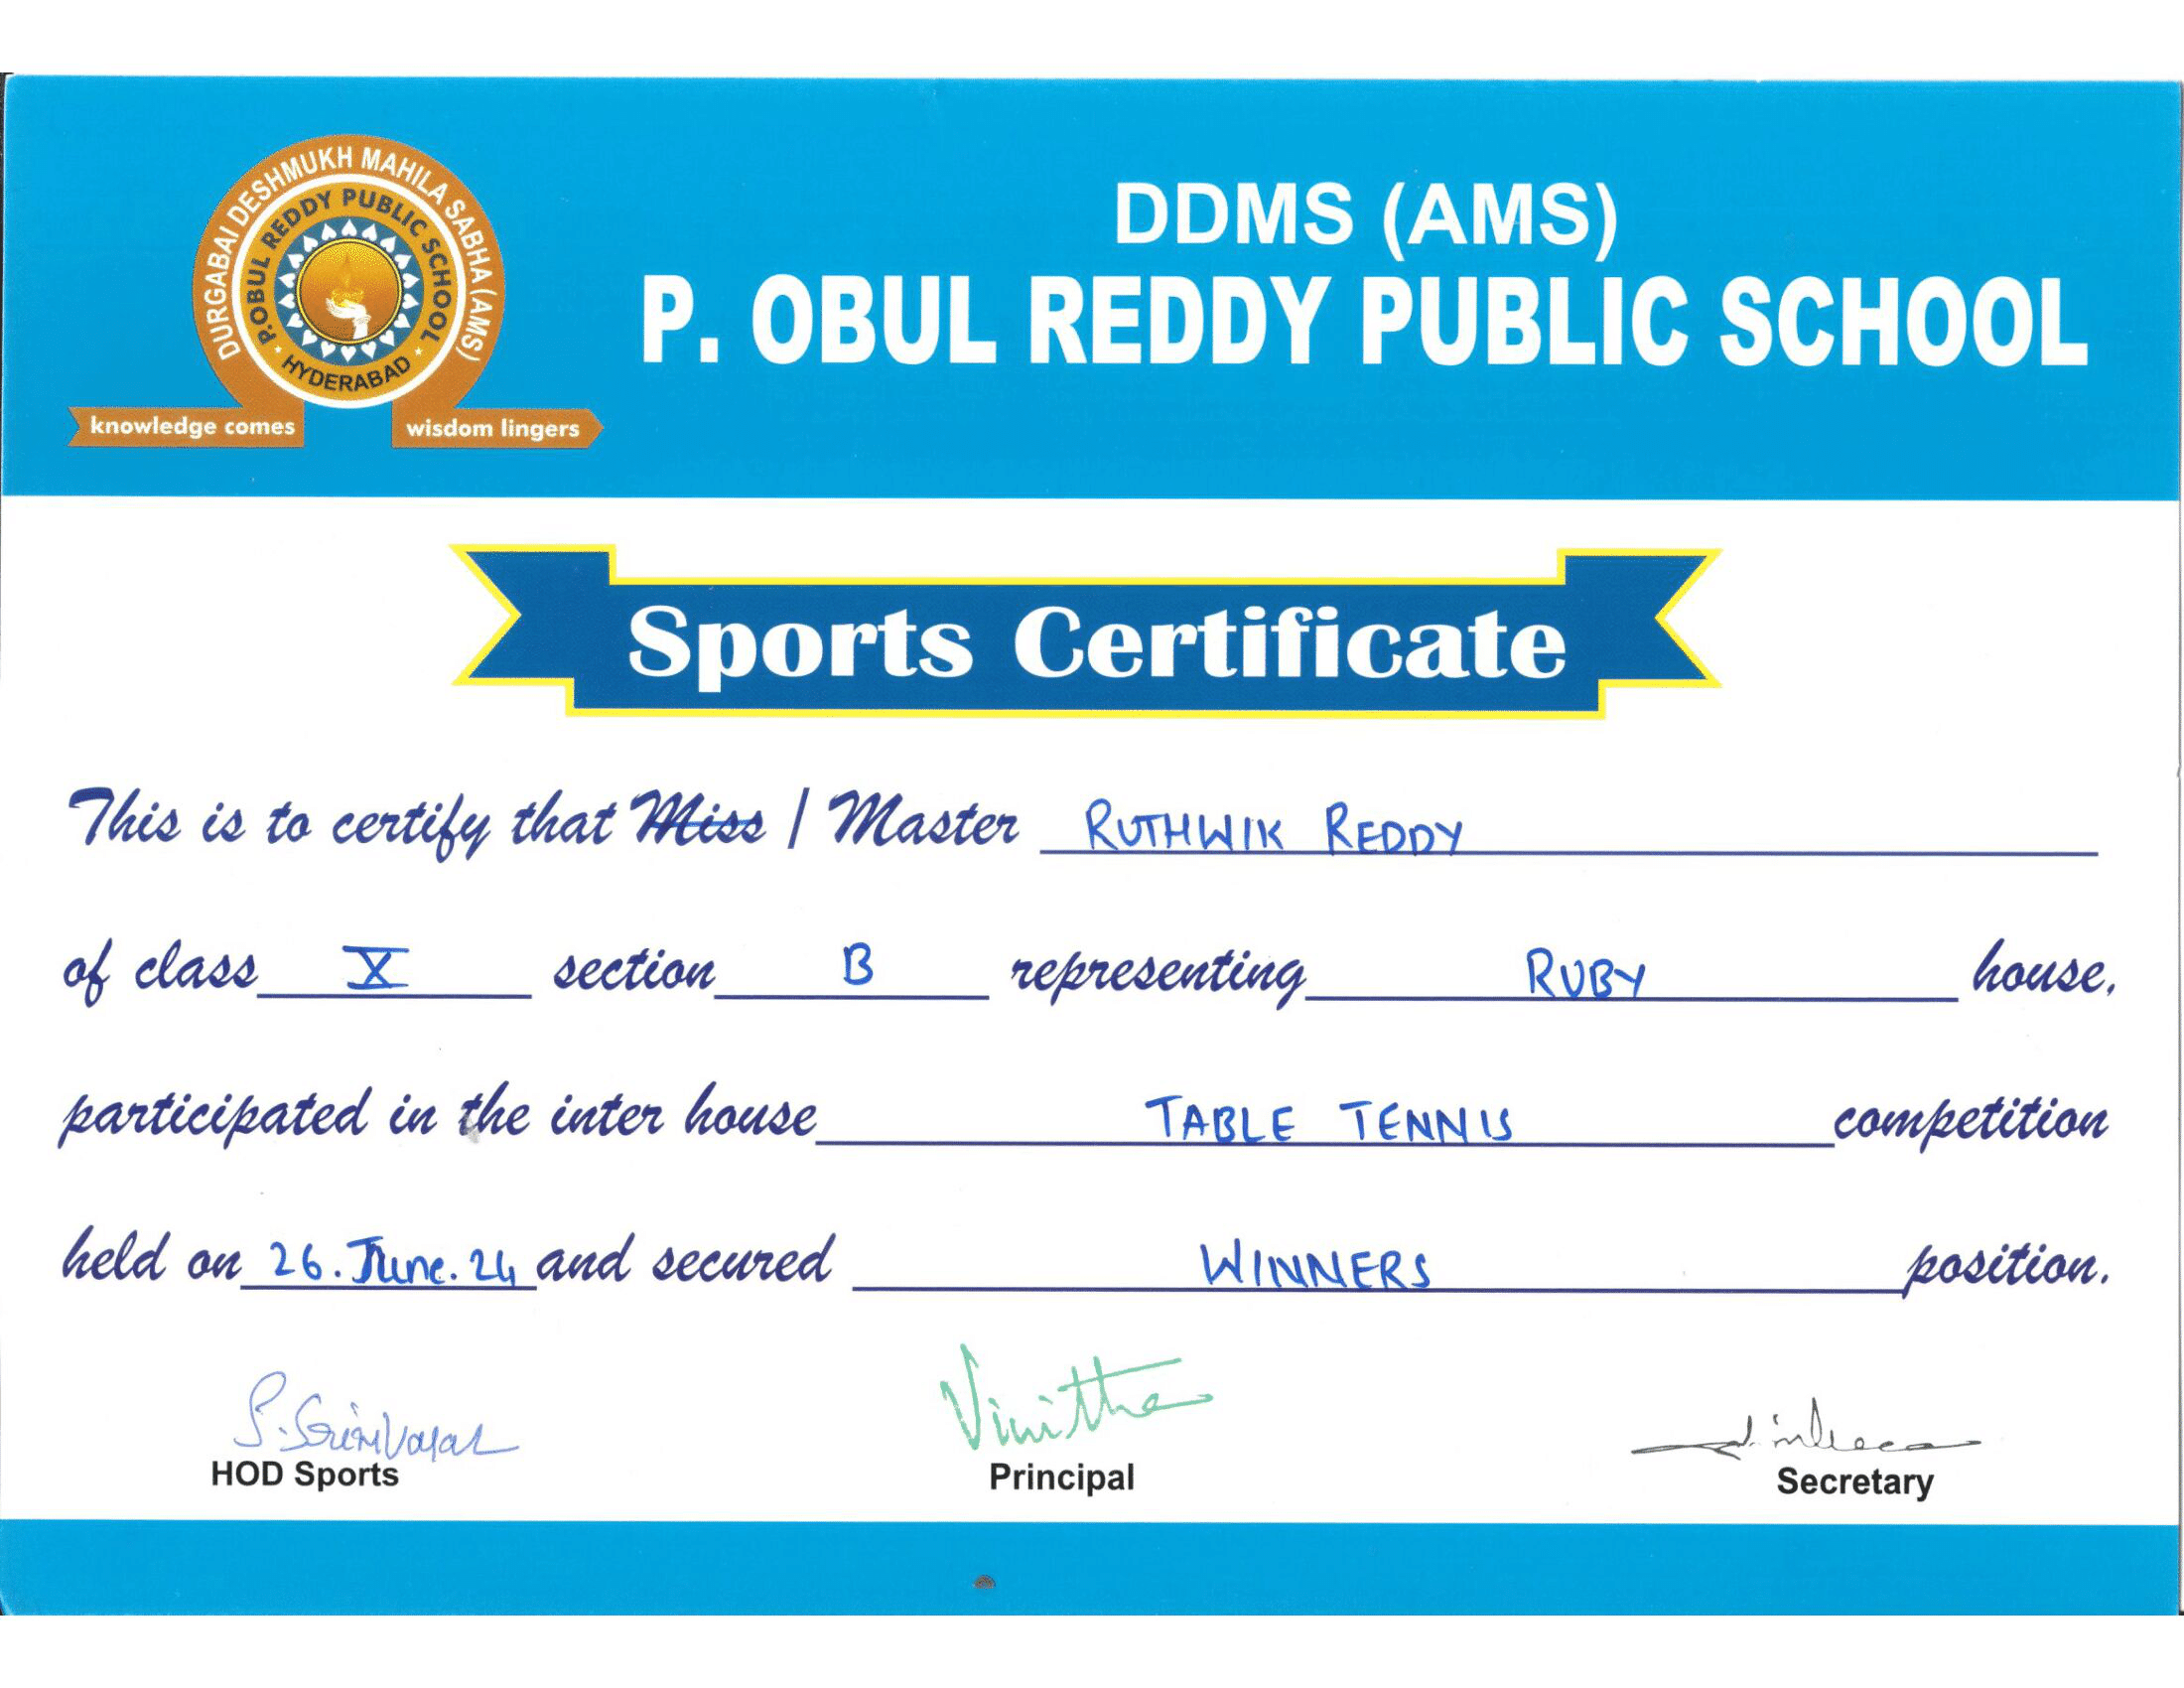 DURGABAI DESHMUKH MAHILA SABHA (AMS)
P.OBUL REDDY PUBLIC SCHOOL
HYDERABAD
knowledge comes wisdom lingers
DDMS (AMS)
P. OBUL REDDY PUBLIC SCHOOL
Sports Certificate
This is to certify that Miss / Master RUTHWIK REDDY
of class X section B representing RUBY house,
participated in the inter house TABLE TENNIS competition
held on 26. June. 24 and secured WINNERS position.
S. Srinivasan Vinitha
HOD Sports Principal Secretary